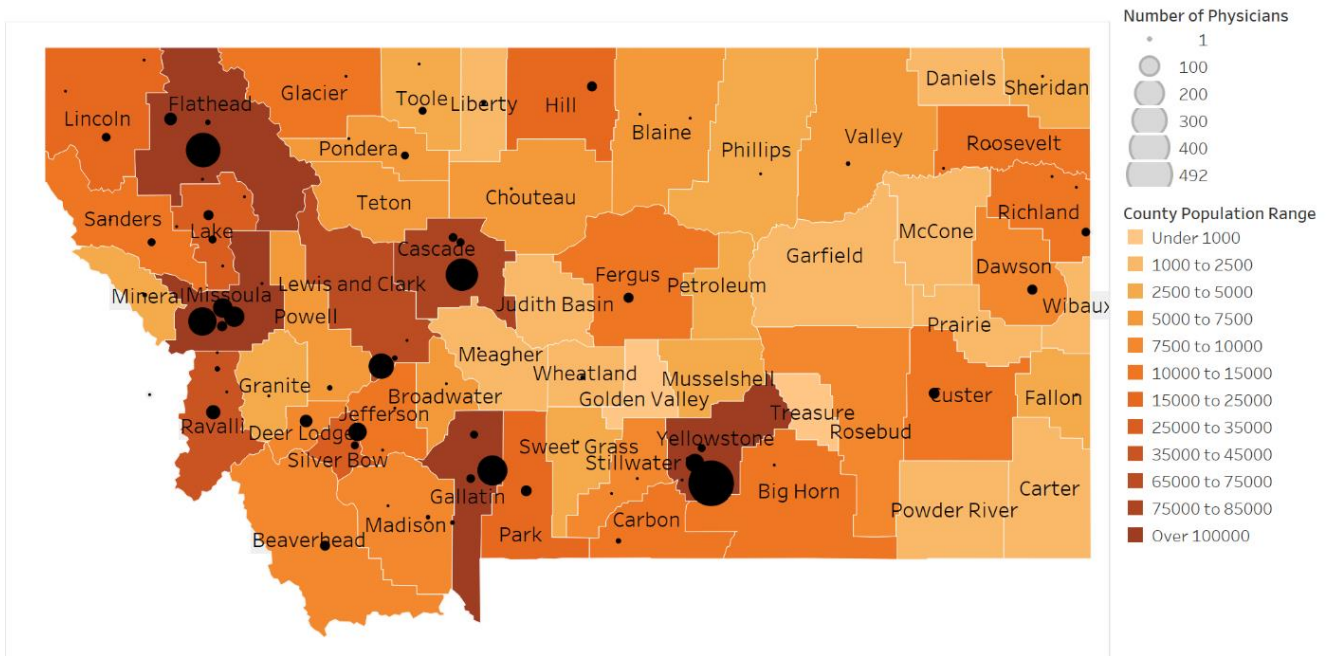 Number of Physicians
1
100
200
300
400
492
County Population Range
Under 1000
1000 to 2500
2500 to 5000
5000 to 7500
7500 to 10000
10000 to 15000
15000 to 25000
25000 to 35000
35000 to 45000
65000 to 75000
75000 to 85000
Over 100000
Lincoln
Flathead
Glacier
Toole
Liberty
Hill
Blaine
Phillips
Valley
Daniels
Sheridan
Roosevelt
Pondera
Teton
Chouteau
Sanders
Lake
Cascade
Fergus
Petroleum
Garfield
McCone
Richland
Dawson
Wibaux
Mineral
Missoula
Powell
Lewis and Clark
Judith Basin
Prairie
Meagher
Wheatland
Golden Valley
Musselshell
Treasure
Rosebud
Custer
Fallon
Granite
Broadwater
Ravalli
Deer Lodge
Jefferson
Silver Bow
Sweet Grass
Stillwater
Yellowstone
Big Horn
Gallatin
Madison
Beaverhead
Park
Carbon
Powder River
Carter